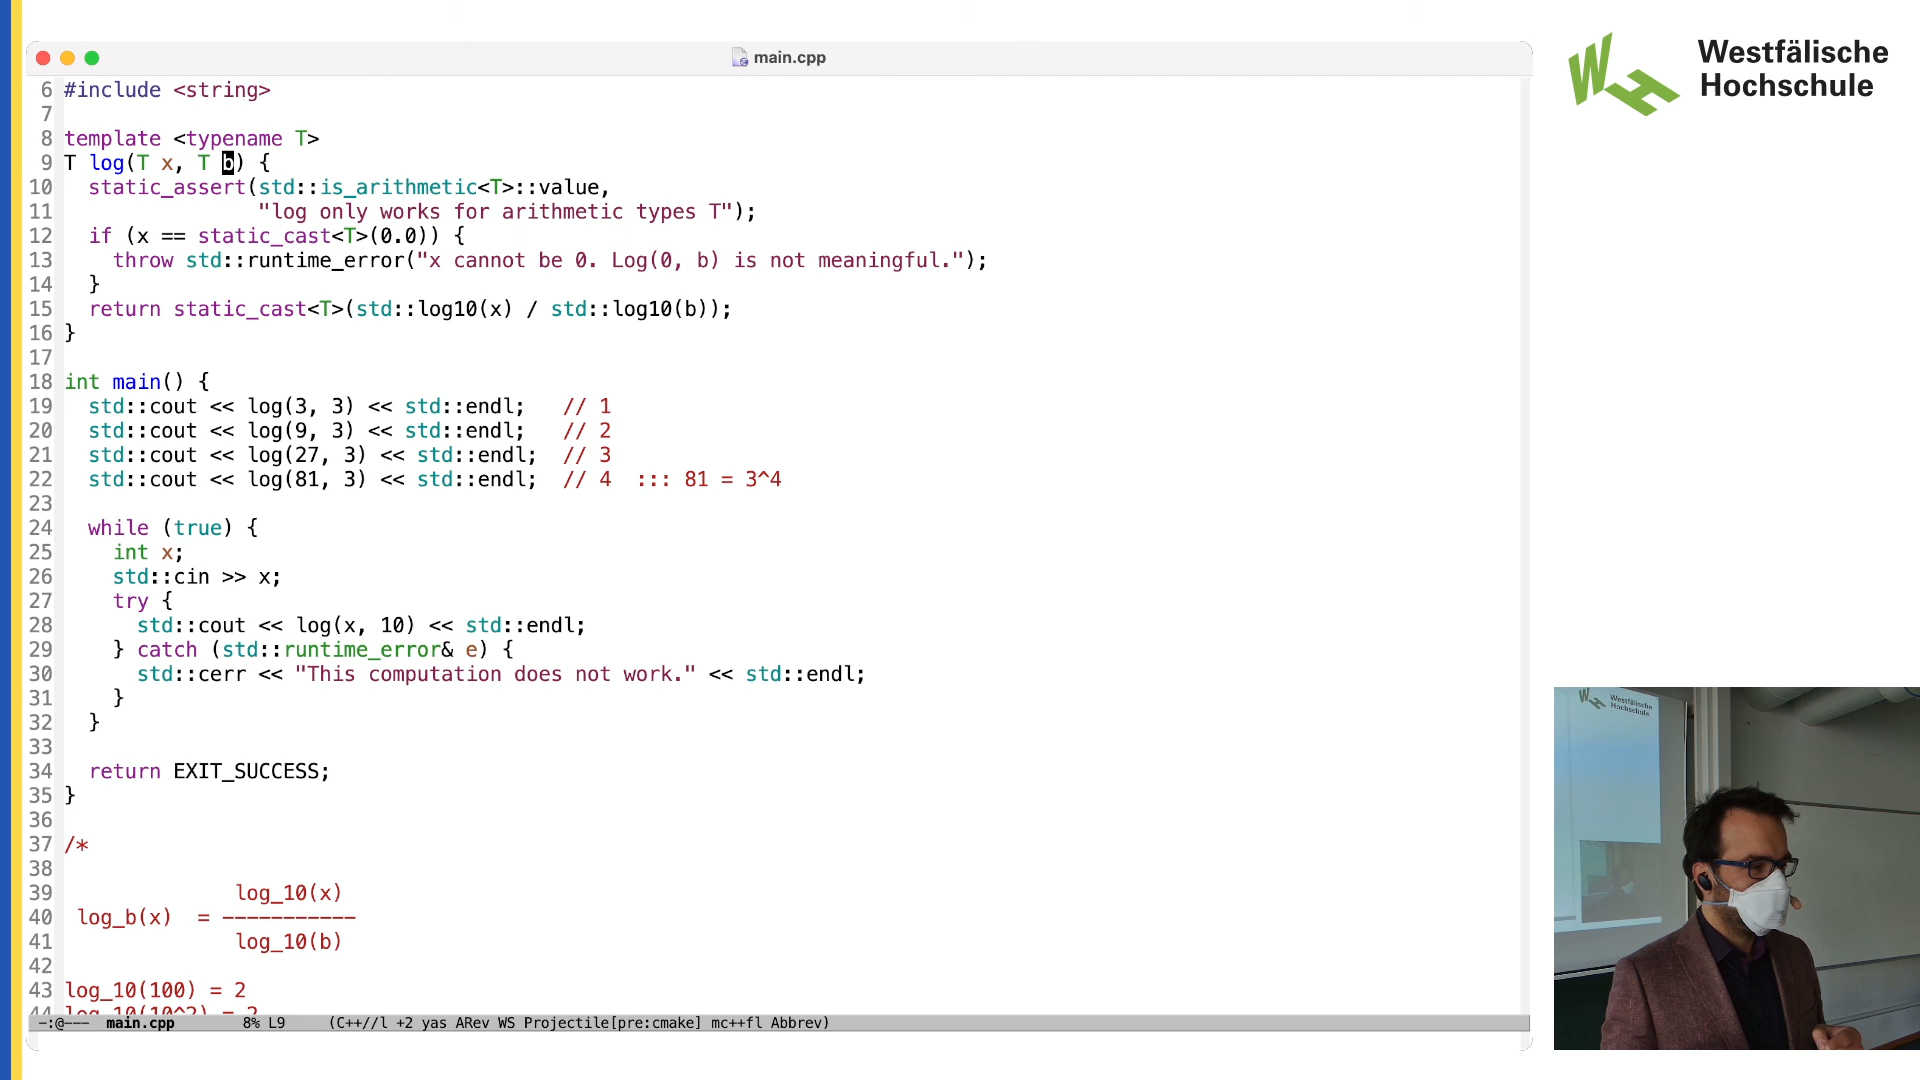 main.cpp
6 #include <string>
7
8 template <typename T>
9 T log(T x, T b) {
10   static_assert(std::is_arithmetic<T>::value,
11                 "log only works for arithmetic types T");
12   if (x == static_cast<T>(0.0)) {
13     throw std::runtime_error("x cannot be 0. Log(0, b) is not meaningful.");
14   }
15   return static_cast<T>(std::log10(x) / std::log10(b));
16 }
17
18 int main() {
19   std::cout << log(3, 3) << std::endl;   // 1
20   std::cout << log(9, 3) << std::endl;   // 2
21   std::cout << log(27, 3) << std::endl;  // 3
22   std::cout << log(81, 3) << std::endl;  // 4  ::: 81 = 3^4
23
24   while (true) {
25     int x;
26     std::cin >> x;
27     try {
28       std::cout << log(x, 10) << std::endl;
29     } catch (std::runtime_error& e) {
30       std::cerr << "This computation does not work." << std::endl;
31     }
32   }
33
34   return EXIT_SUCCESS;
35 }
36
37 /*
38
39               log_10(x)
40  log_b(x)  = -----------
41               log_10(b)
42
43 log_10(100) = 2
44 log_10(10^2) = 2
-:@--- main.cpp 8% L9 (C++//l +2 yas ARev WS Projectile[pre:cmake] mc++fl Abbrev)
Westfälische
Hochschule
Westfälische
Hochschule